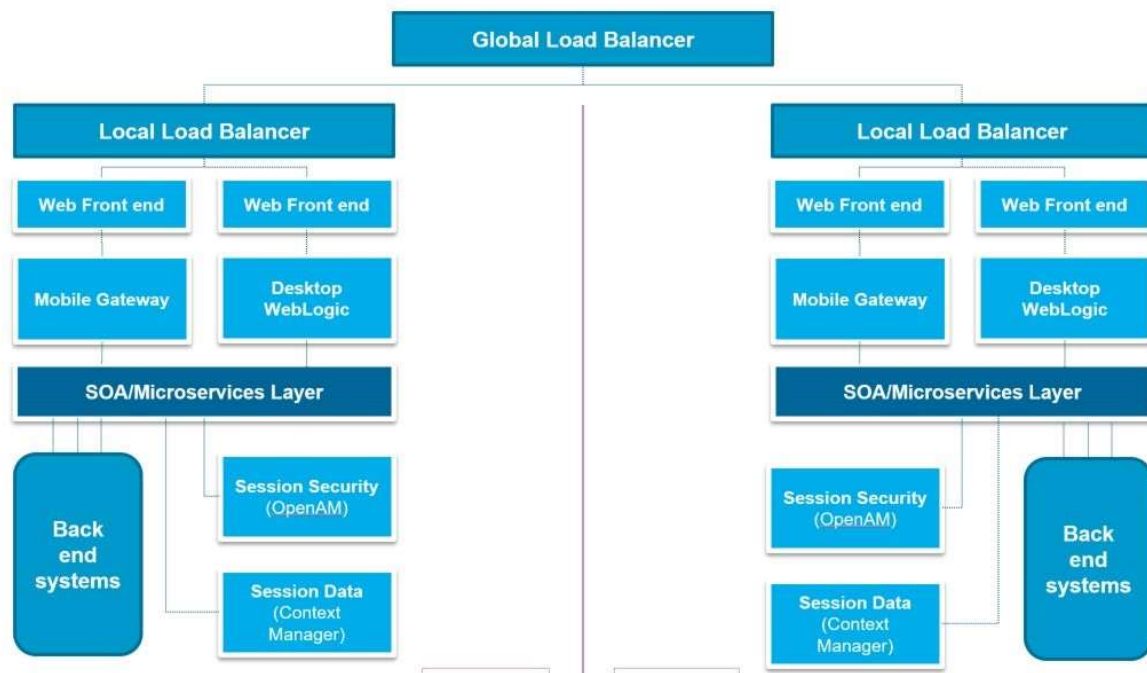 Global Load Balancer
Local Load Balancer
Web Front end
Web Front end
Mobile Gateway
Desktop
WebLogic
SOA/Microservices Layer
Back
end
systems
Session Security
(OpenAM)
Session Data
(Context
Manager)
Local Load Balancer
Web Front end
Web Front end
Mobile Gateway
Desktop
WebLogic
SOA/Microservices Layer
Session Security
(OpenAM)
Session Data
(Context
Manager)
Back
end
systems